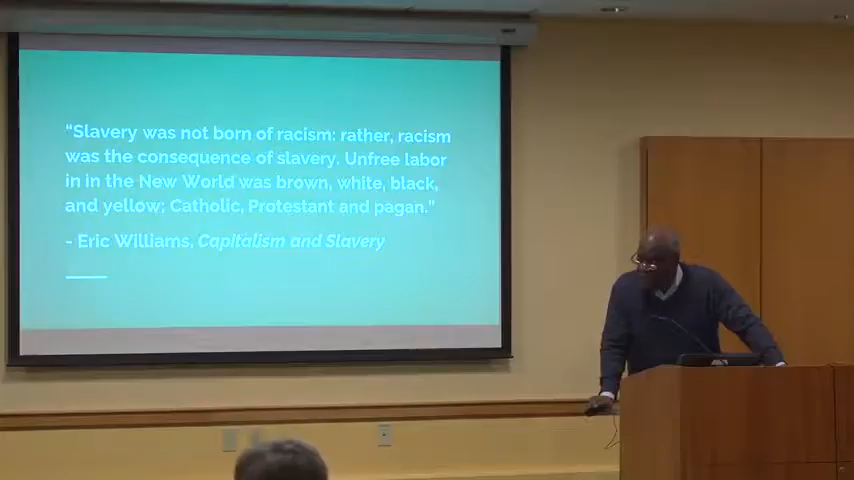 “Slavery was not born of racism: rather, racism
was the consequence of slavery. Unfree labor
in in the New World was brown, white, black,
and yellow; Catholic, Protestant and pagan.”
- Eric Williams, Capitalism and Slavery